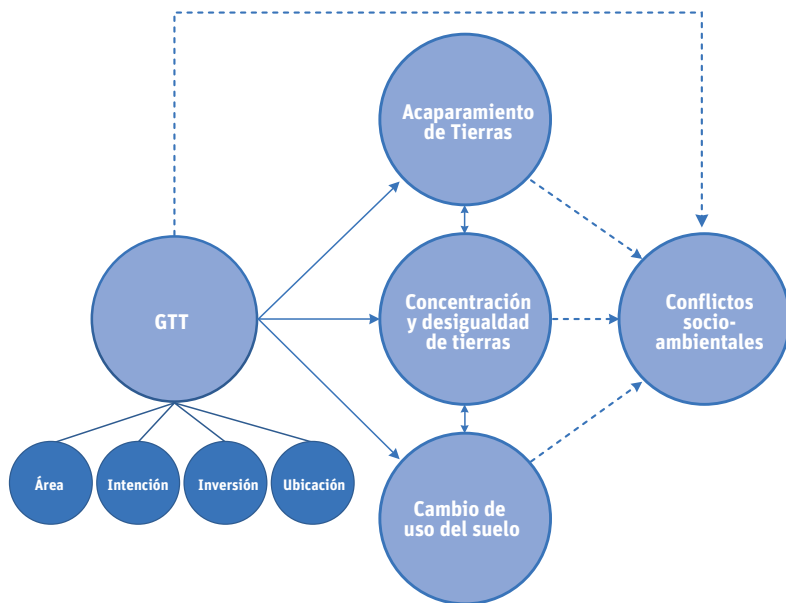 Acaparamiento
de Tierras
GTT
Concentración
y desigualdad
de tierras
Conflictos
socio-
ambientales
Área
Intención
Inversión
Ubicación
Cambio de
uso del suelo